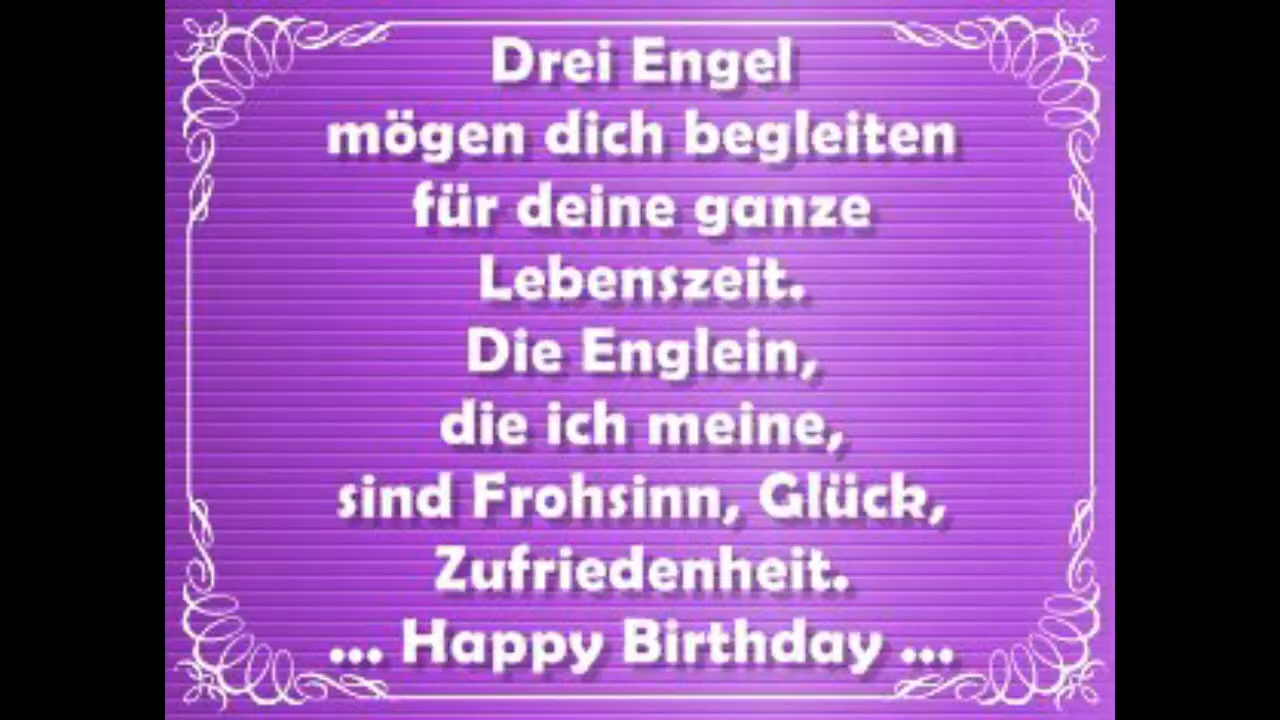 Drei Engel
mögen dich begleiten
für deine ganze
Lebenszeit.
Die Englein,
die ich meine,
sind Frohsinn, Glück,
Zufriedenheit.
... Happy Birthday ...